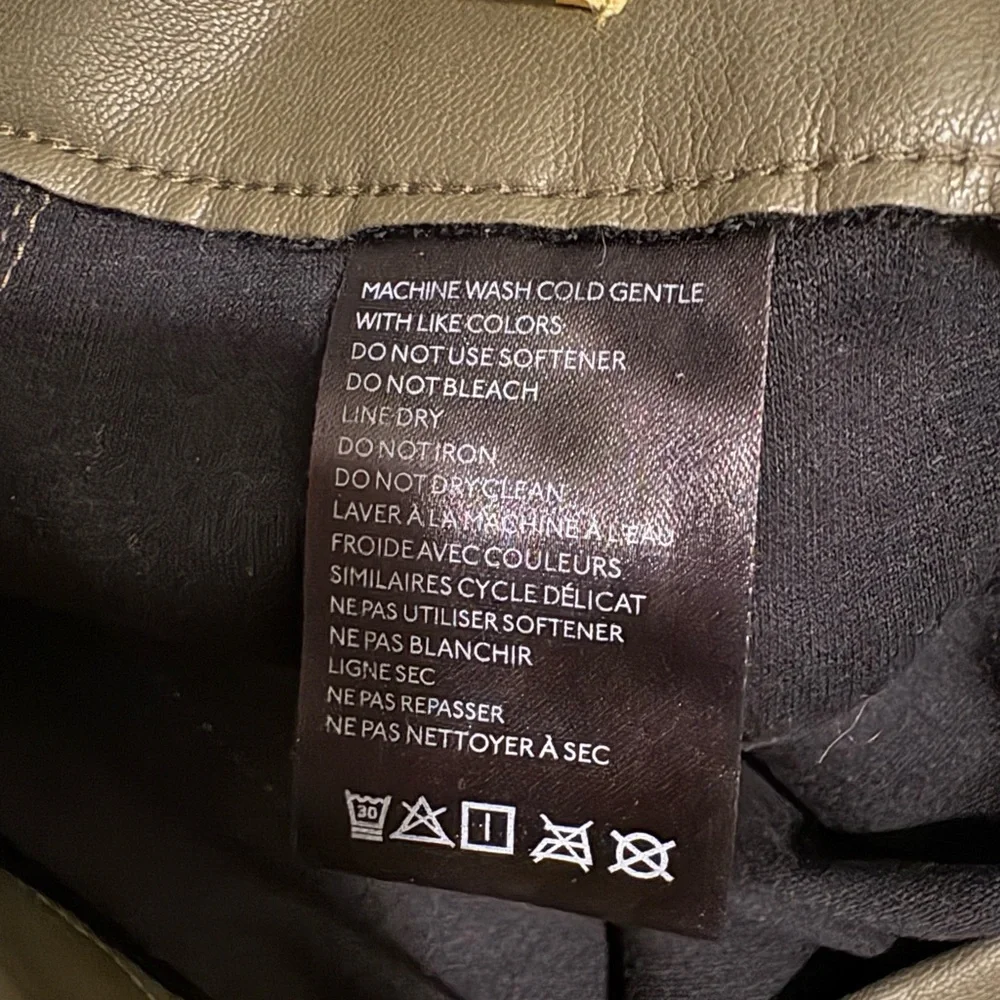 MACHINE WASH COLD GENTLE
WITH LIKE COLORS
DO NOT USE SOFTENER
DO NOT BLEACH
LINE DRY
DO NOT IRON
DO NOT DRY CLEAN
LAVER À LA MACHINE À L'EAU
FROIDE AVEC COULEURS
SIMILAIRES CYCLE DÉLICAT
NE PAS UTILISER SOFTENER
NE PAS BLANCHIR
LIGNE SEC
NE PAS REPASSER
NE PAS NETTOYER À SEC
30